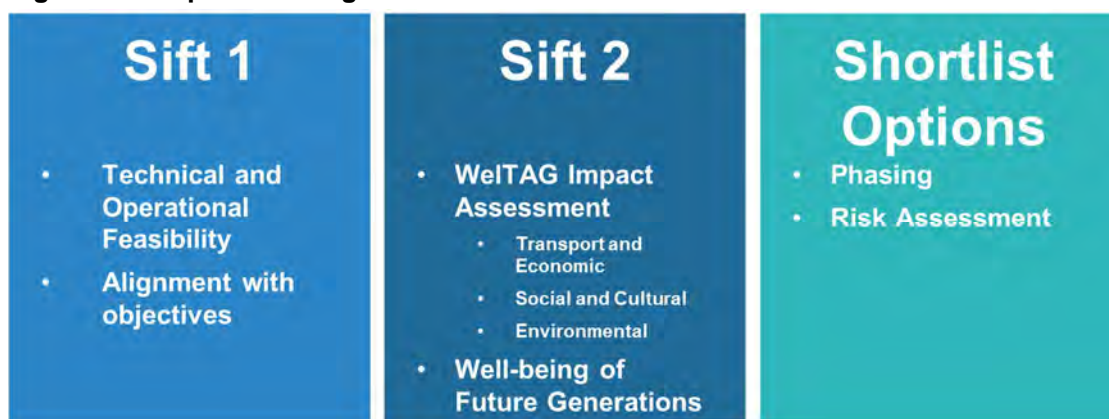 Sift 1
• Technical and
Operational
Feasibility
• Alignment with
objectives
Sift 2
• WelTAG Impact
Assessment
• Transport and
Economic
• Social and Cultural
• Environmental
• Well-being of
Future Generations
Shortlist
Options
• Phasing
• Risk Assessment